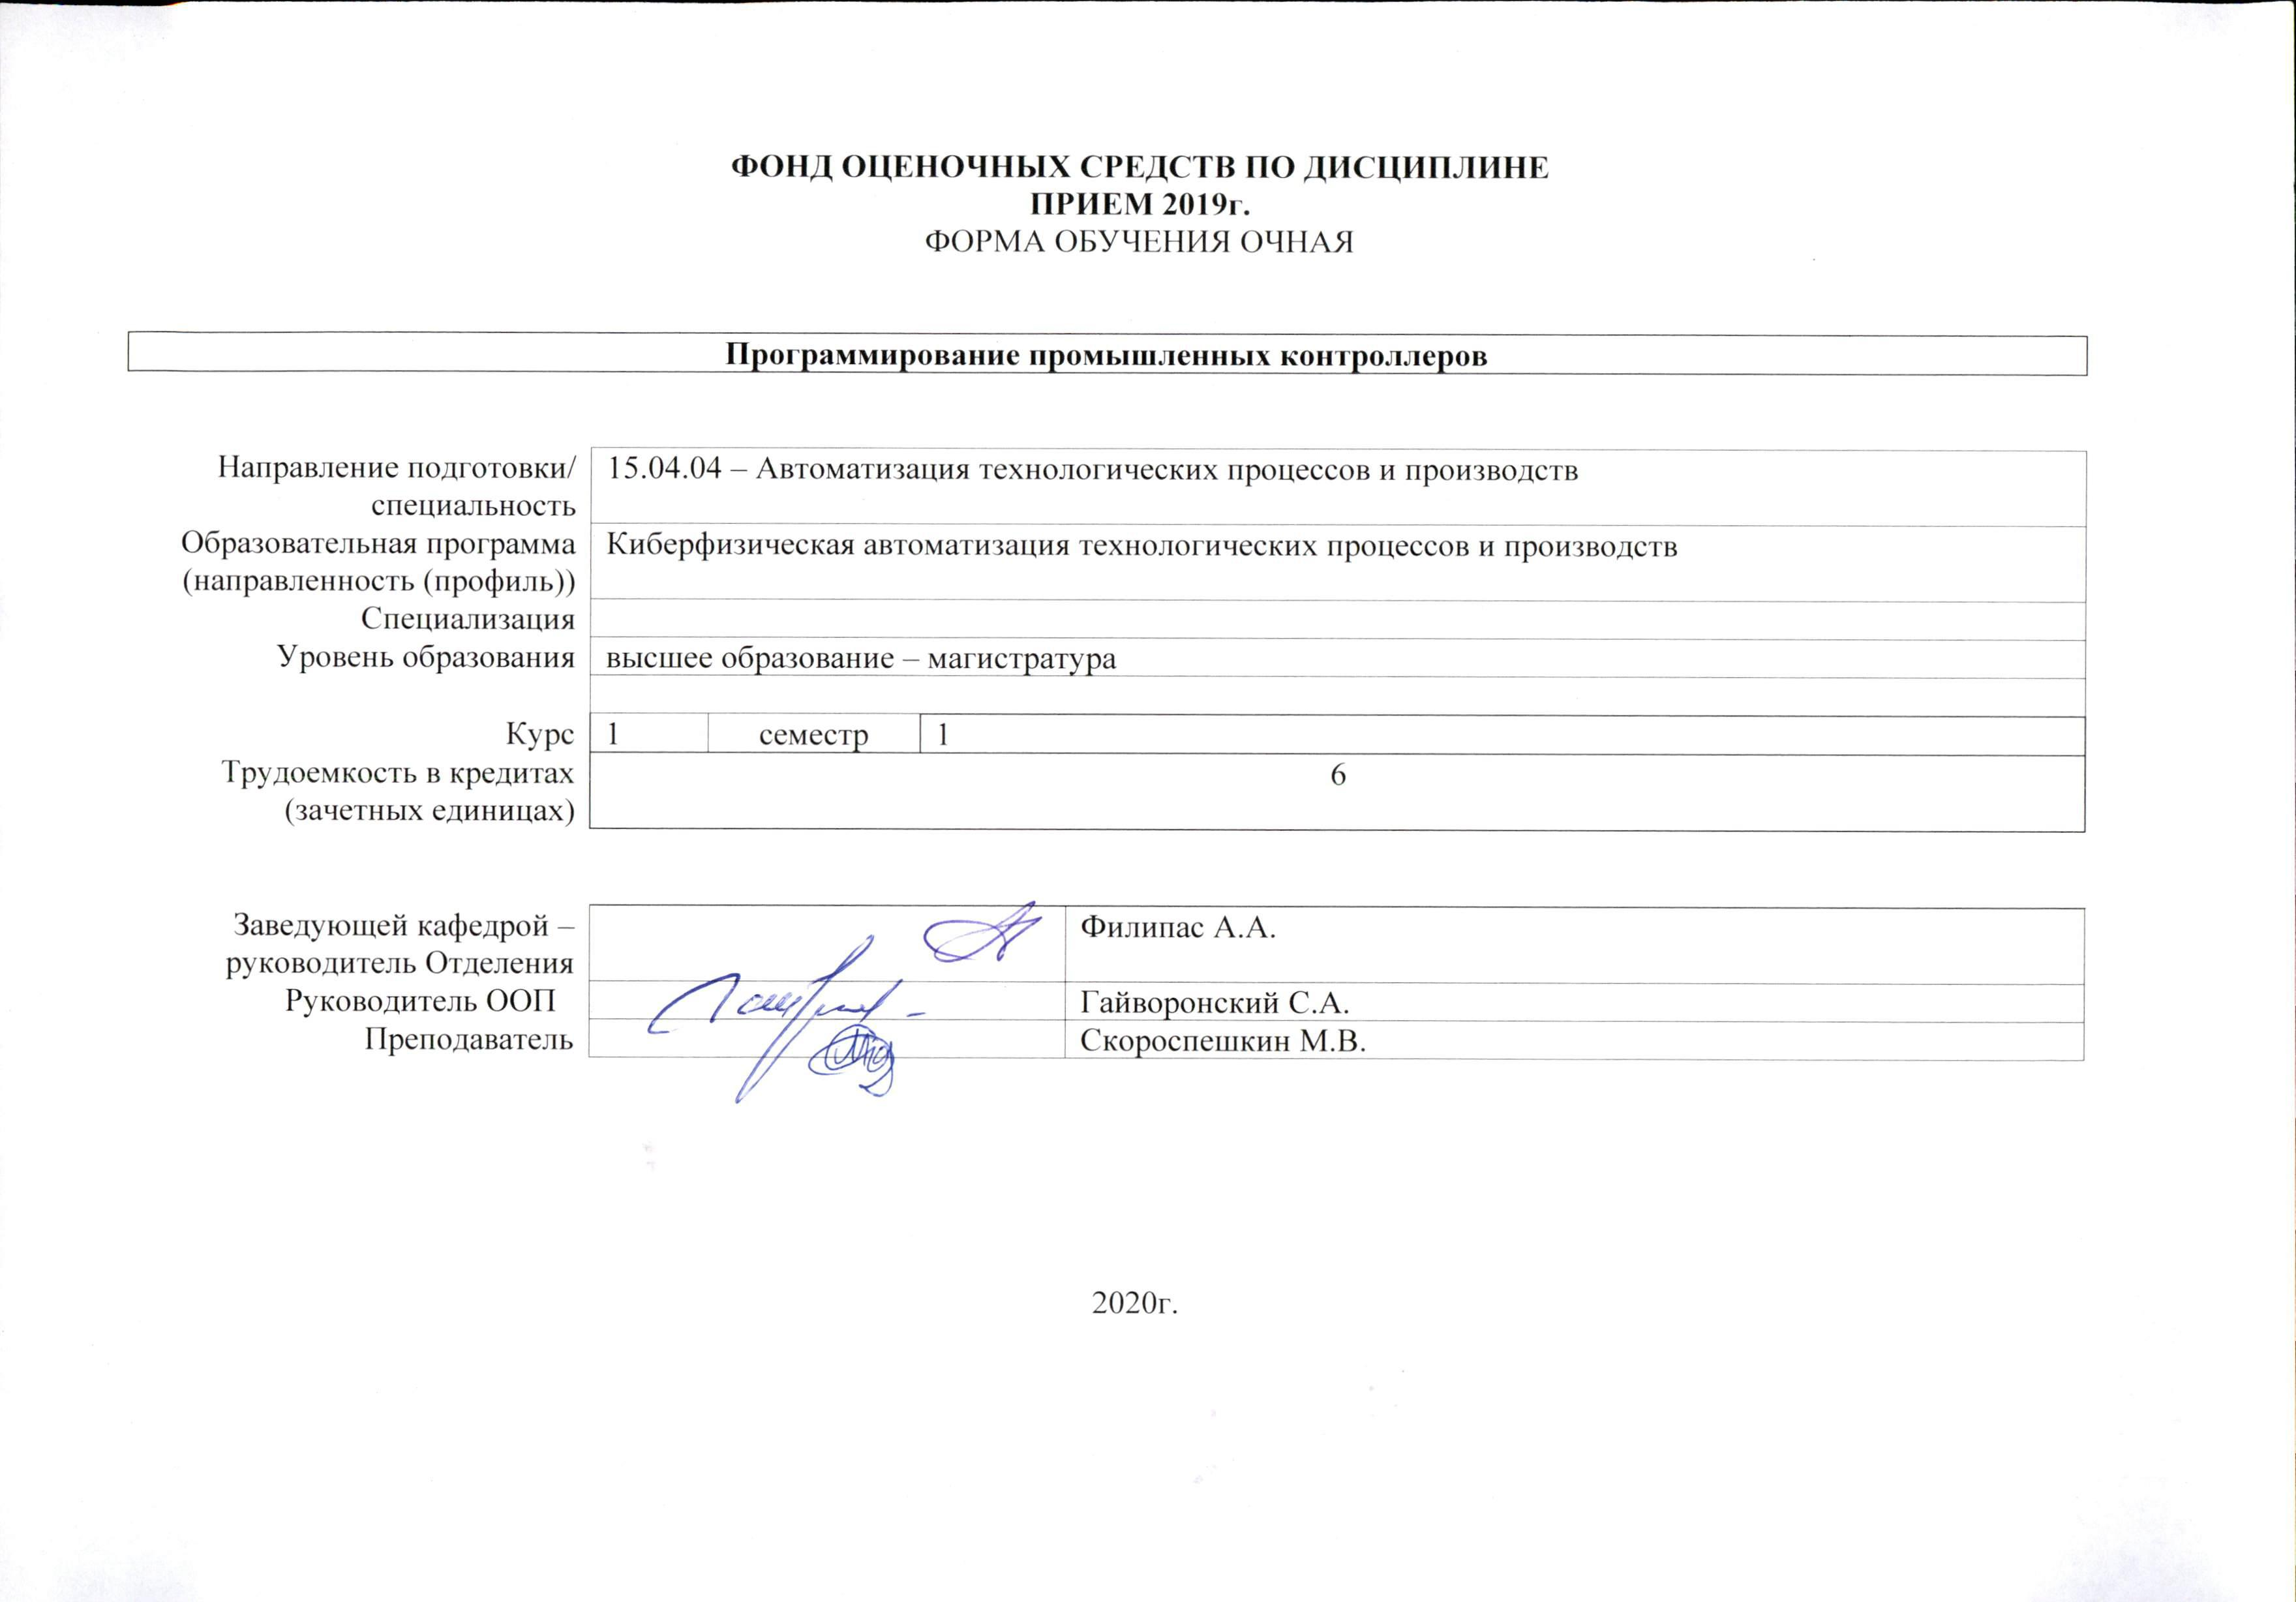 ФОНД ОЦЕНОЧНЫХ СРЕДСТВ ПО ДИСЦИПЛИНЕ
ПРИЕМ 2019г.
ФОРМА ОБУЧЕНИЯ ОЧНАЯ
Программирование промышленных контроллеров
Направление подготовки/ 15.04.04 – Автоматизация технологических процессов и производств
специальность
Образовательная программа Киберфизическая автоматизация технологических процессов и производств
(направленность (профиль))
Специализация
Уровень образования высшее образование – магистратура
Курс 1 семестр 1
Трудоемкость в кредитах 6
(зачетных единицах)
Заведующей кафедрой – Филипас А.А.
руководитель Отделения
Руководитель ООП Гайворонский С.А.
Преподаватель Скороспешкин М.В.
2020г.